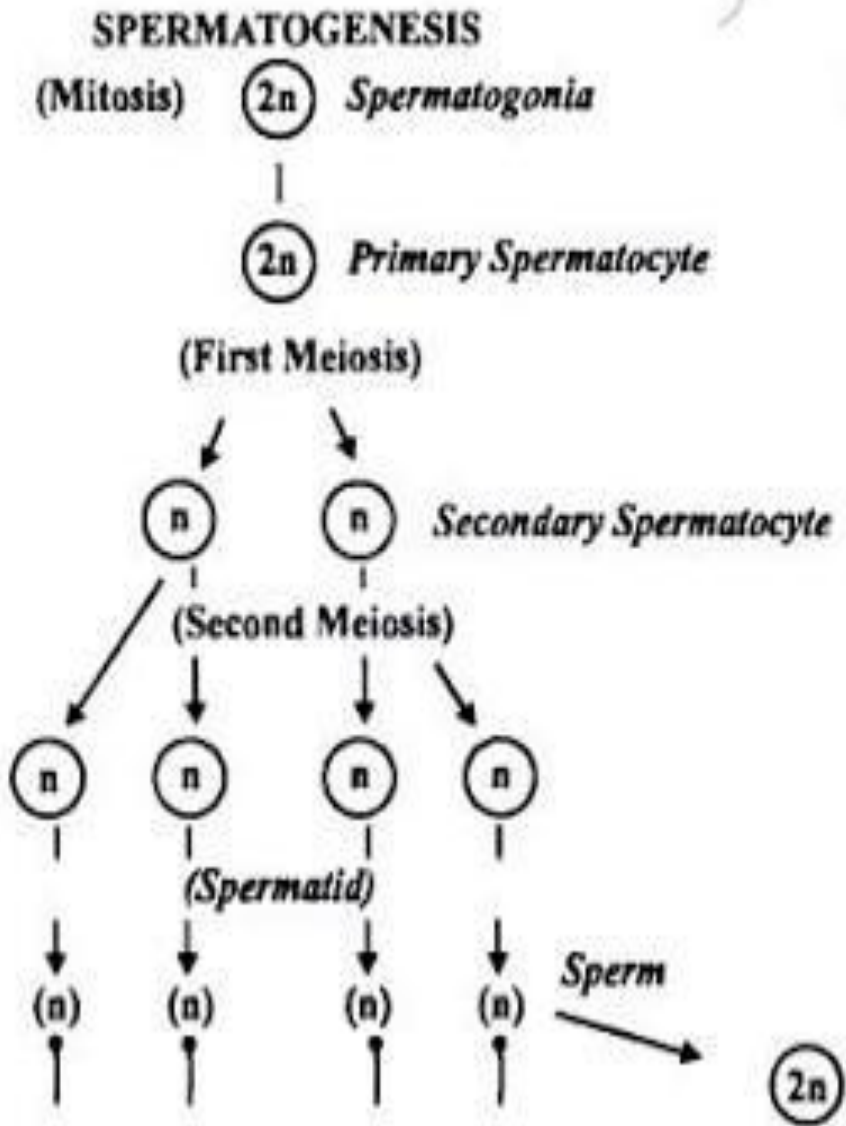 SPERMATOGENESIS
(Mitosis) 2n Spermatogonia
2n Primary Spermatocyte
(First Meiosis)
n n Secondary Spermatocyte
(Second Meiosis)
n n n n
(Spermatid)
Sperm
(n) (n) (n) (n)
2n